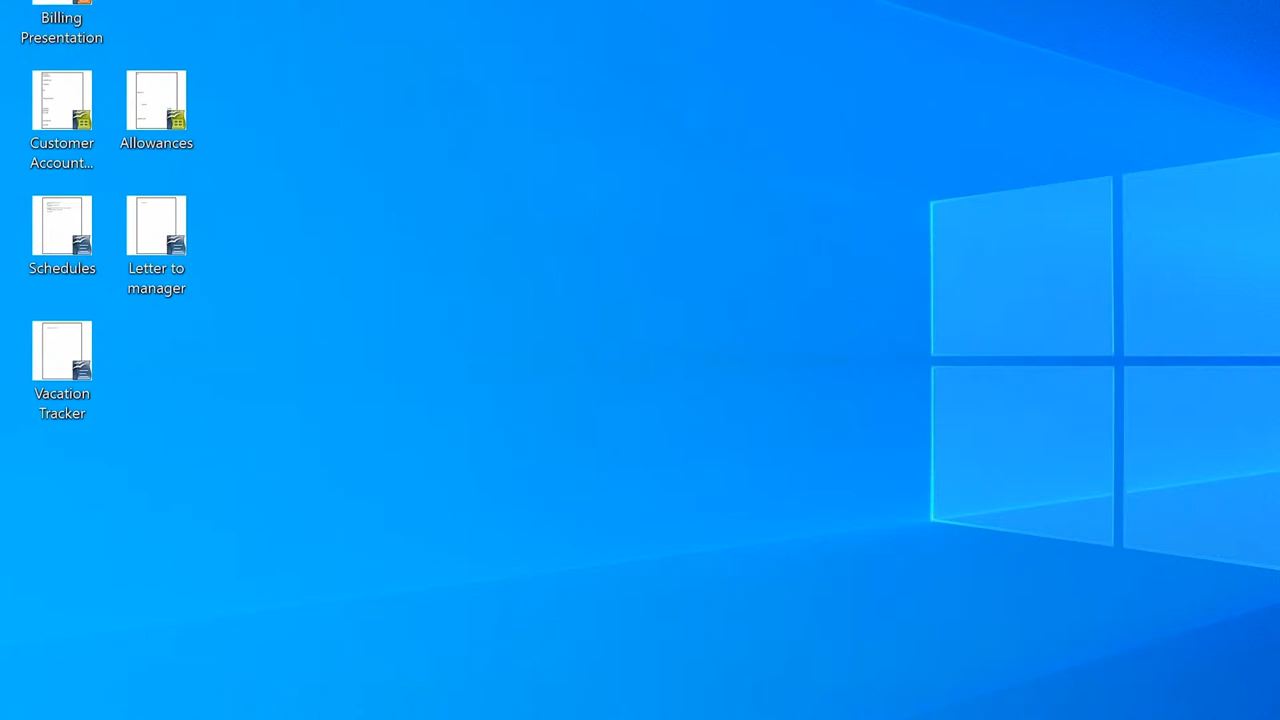 Billing
Presentation
Customer
Account...
Allowances
Schedules
Letter to
manager
Vacation
Tracker